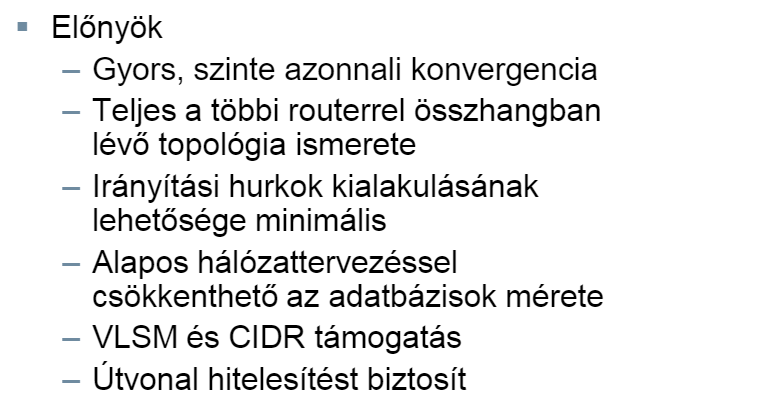 ▪ Előnyök
– Gyors, szinte azonnali konvergencia
– Teljes a többi routerrel összhangban
lévő topológia ismerete
– Irányítási hurkok kialakulásának
lehetősége minimális
– Alapos hálózattervezéssel
csökkenthető az adatbázisok mérete
– VLSM és CIDR támogatás
– Útvonal hitelesítést biztosít